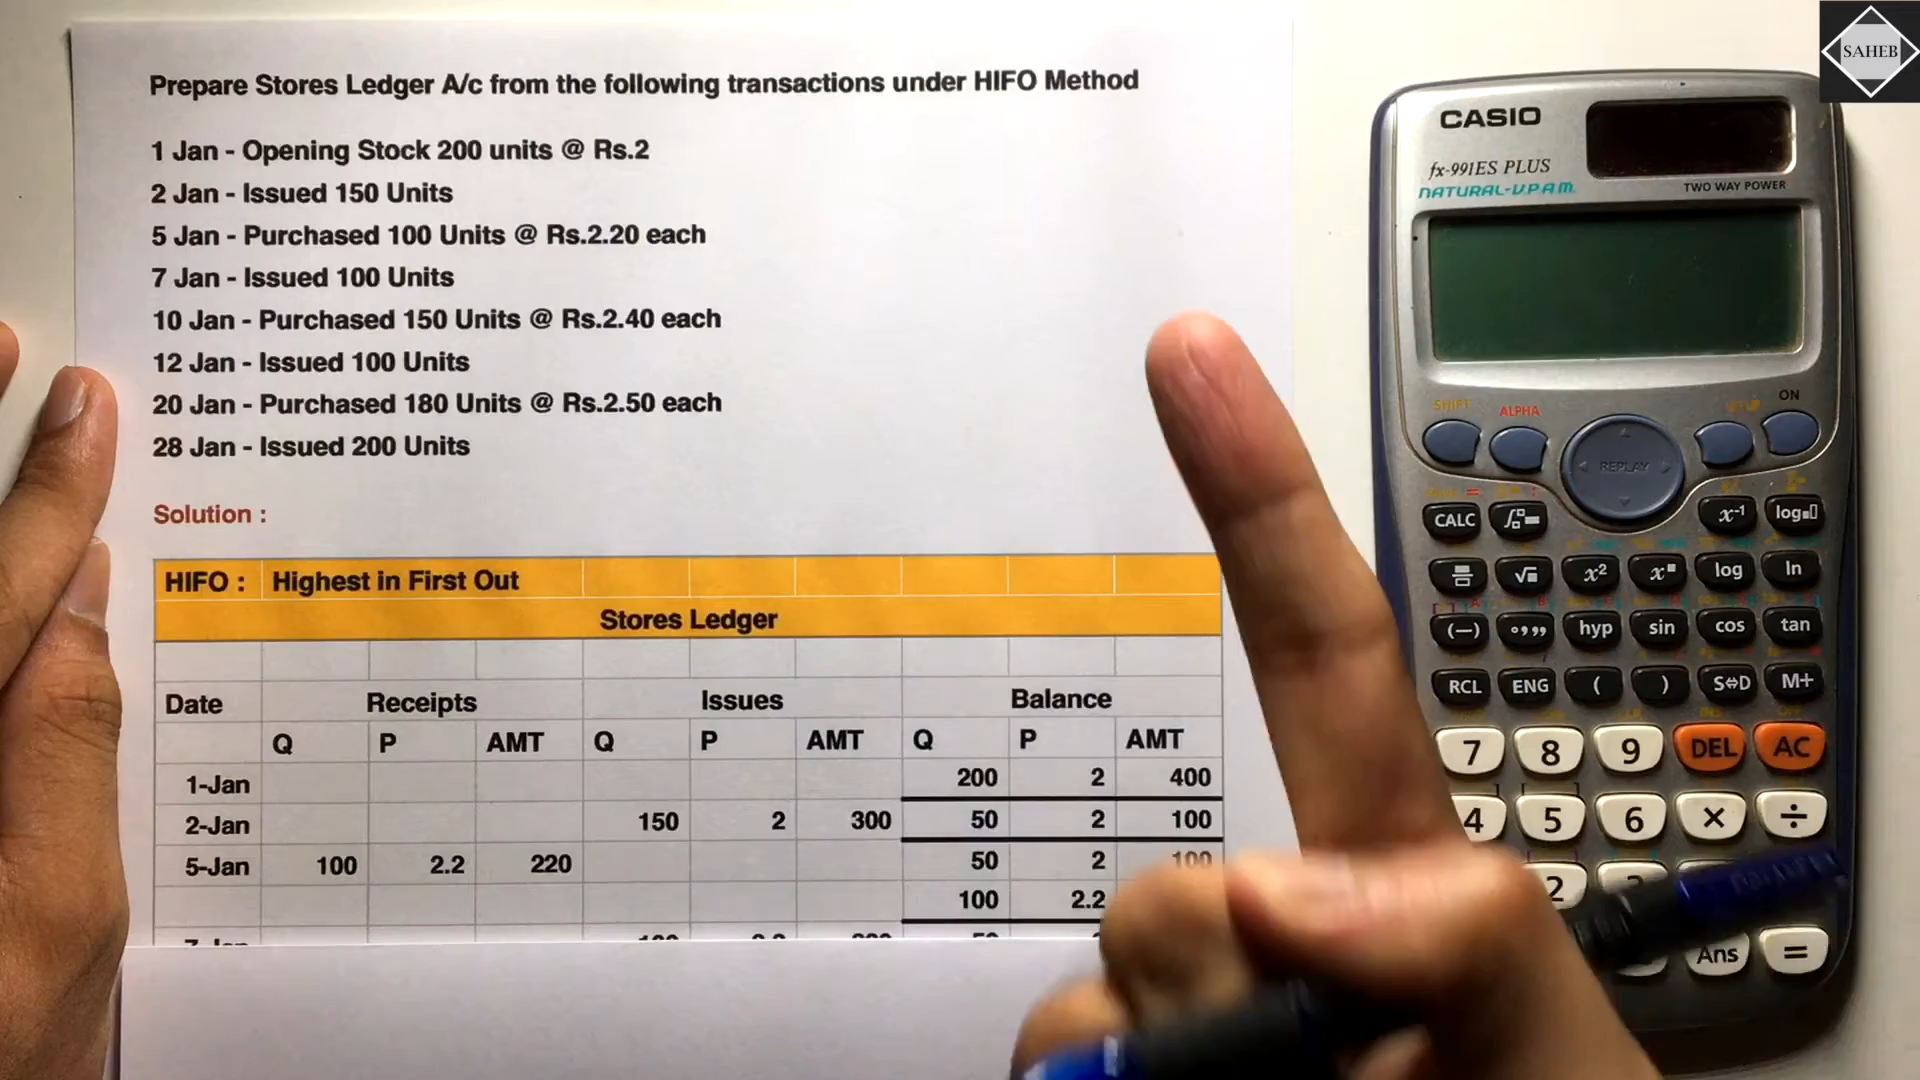 SAHEB
Prepare Stores Ledger A/c from the following transactions under HIFO Method
1 Jan - Opening Stock 200 units @ Rs.2
2 Jan - Issued 150 Units
5 Jan - Purchased 100 Units @ Rs.2.20 each
7 Jan - Issued 100 Units
10 Jan - Purchased 150 Units @ Rs.2.40 each
12 Jan - Issued 100 Units
20 Jan - Purchased 180 Units @ Rs.2.50 each
28 Jan - Issued 200 Units
Solution :
HIFO : Highest in First Out
Stores Ledger
Date Receipts Issues Balance
Q P AMT Q P AMT Q P AMT
1-Jan 200 2 400
2-Jan 150 2 300 50 2 100
5-Jan 100 2.2 220 50 2 100
100 2.2
CASIO
fx-991ES PLUS
NATURAL-V.P.A.M.
TWO WAY POWER
SHIFT ALPHA ON
REPLAY
CALC x-1 log
x² x log ln
(—) hyp sin cos tan
RCL ENG ( ) S⇔D M+
7 8 9 DEL AC
4 5 6 × ÷
2
Ans =